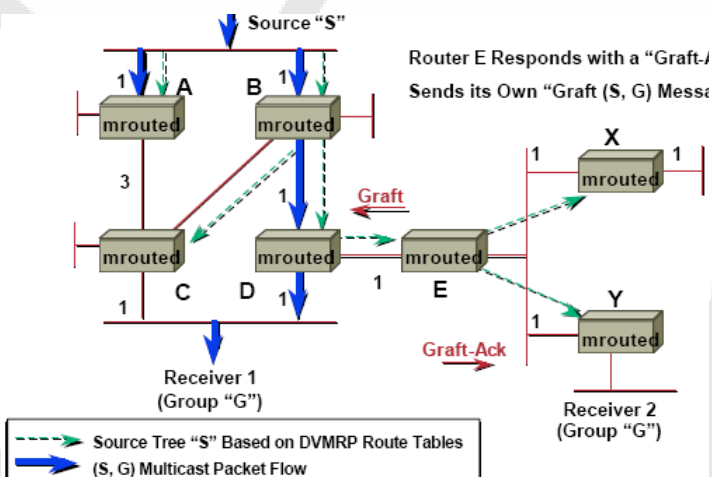 Source “S”
Router E Responds with a “Graft-A
Sends its Own “Graft (S, G) Messa
1
A
B
1
mrouted
mrouted
X
1
1
mrouted
3
1
Graft
mrouted
mrouted
mrouted
C
D
1
E
1
1
Y
1
mrouted
Graft-Ack
Receiver 1
(Group “G”)
Receiver 2
(Group “G”)
Source Tree “S” Based on DVMRP Route Tables
(S, G) Multicast Packet Flow